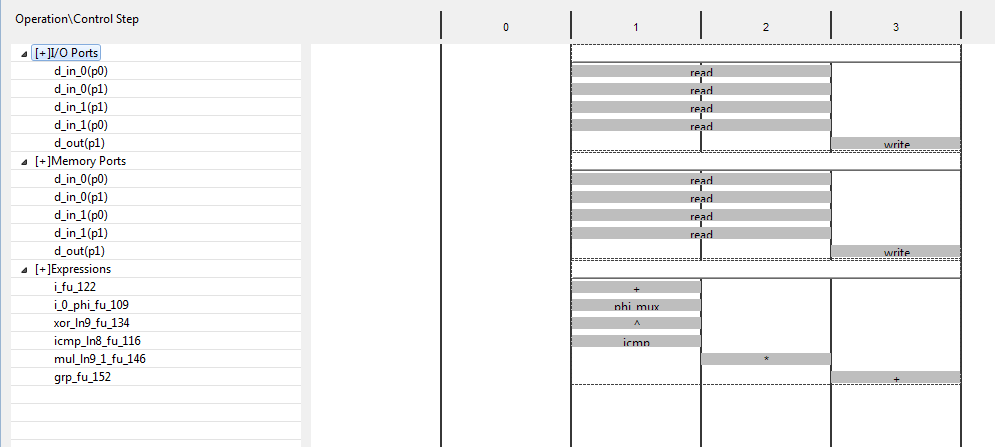 Operation\Control Step 0 1 2 3
[+]I/O Ports
d_in_0(p0) read
d_in_0(p1) read
d_in_1(p1) read
d_in_1(p0) read
d_out(p1) write
[+]Memory Ports
d_in_0(p0) read
d_in_0(p1) read
d_in_1(p0) read
d_in_1(p1) read
d_out(p1) write
[+]Expressions
i_fu_122 +
i_0_phi_fu_109 phi_mux
xor_ln9_fu_134 ^
icmp_ln8_fu_116 icmp
mul_ln9_1_fu_146 *
grp_fu_152 +